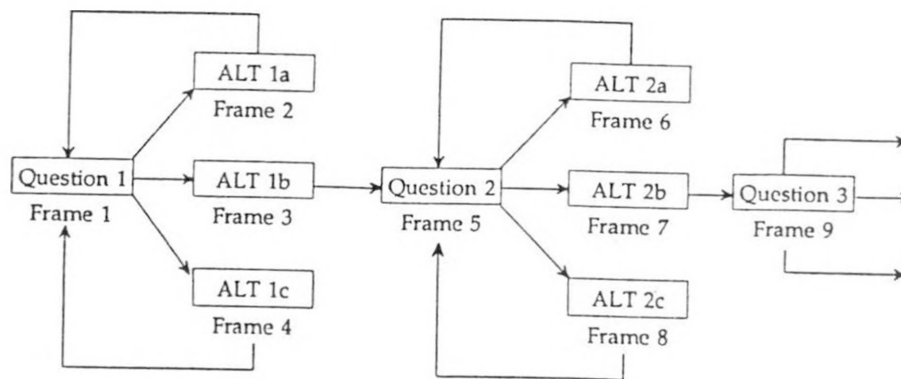 ALT 1a
Frame 2
ALT 2a
Frame 6
Question 1
Frame 1
ALT 1b
Frame 3
Question 2
Frame 5
ALT 2b
Frame 7
Question 3
Frame 9
ALT 1c
Frame 4
ALT 2c
Frame 8